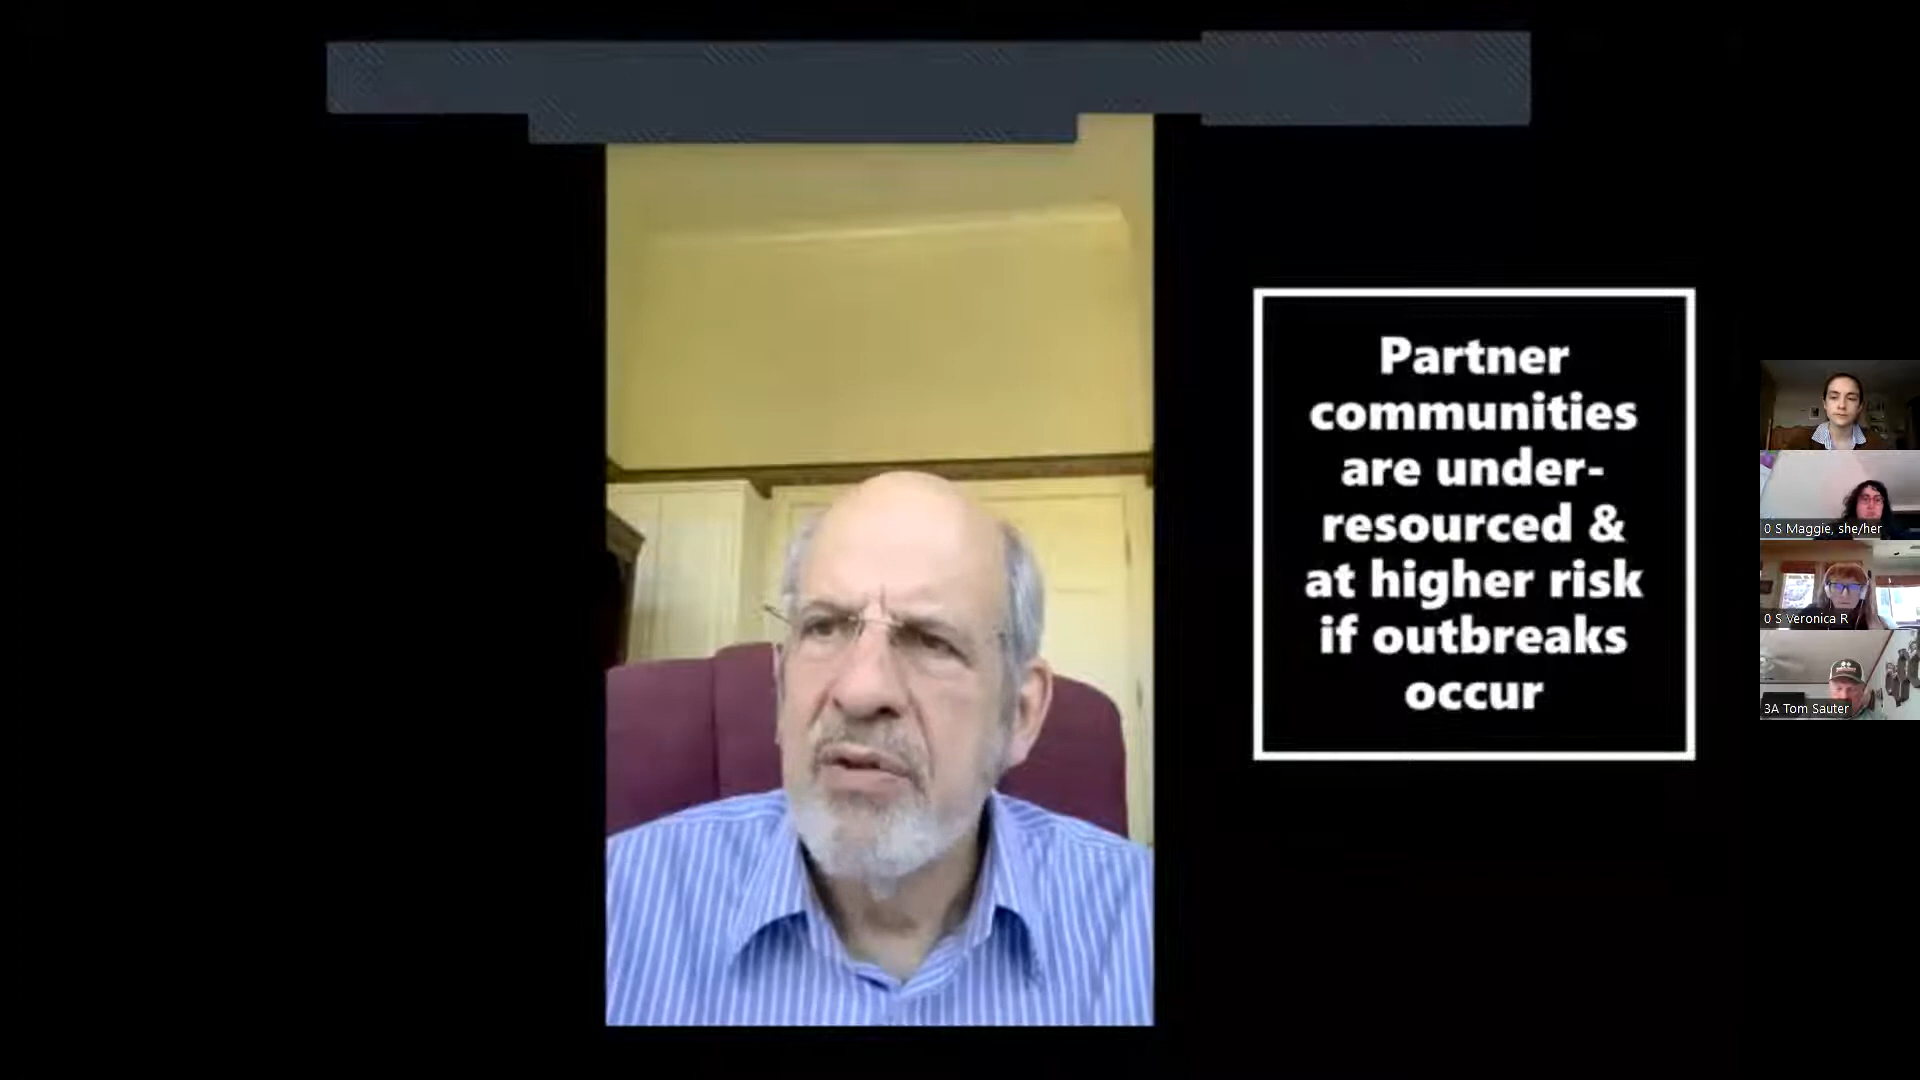 Partner
communities
are under-
resourced &
at higher risk
if outbreaks
occur
0 S Maggie, she/her
0 S Veronica R
3A Tom Sauter